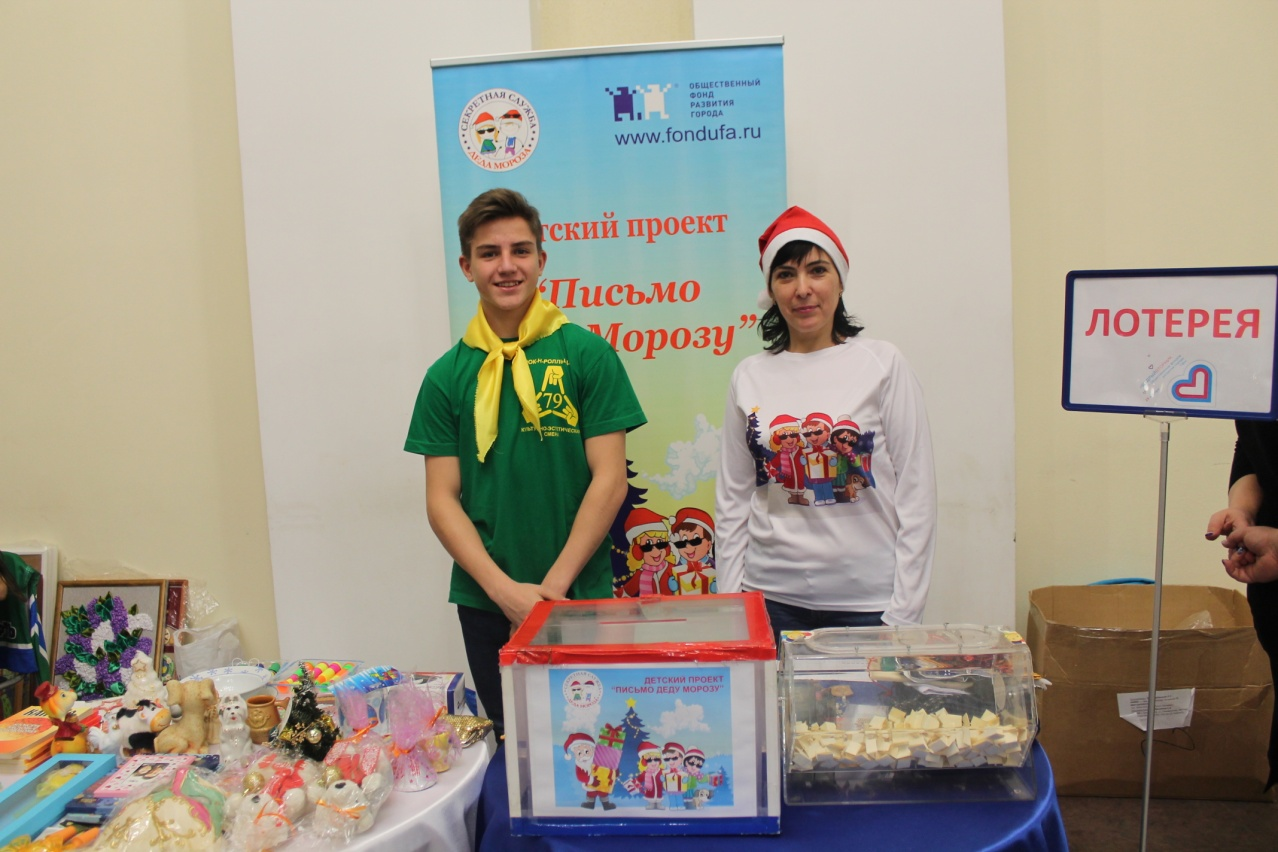 СЕКРЕТНАЯ СЛУЖБА
ДЕДА МОРОЗА
ОБЩЕСТВЕННЫЙ
ФОНД
РАЗВИТИЯ
ГОРОДА
www.fondufa.ru
тский проект
“Письмо
Морозу”
79
ЛОТЕРЕЯ
ДЕТСКИЙ ПРОЕКТ
"ПИСЬМО ДЕДУ МОРОЗУ"